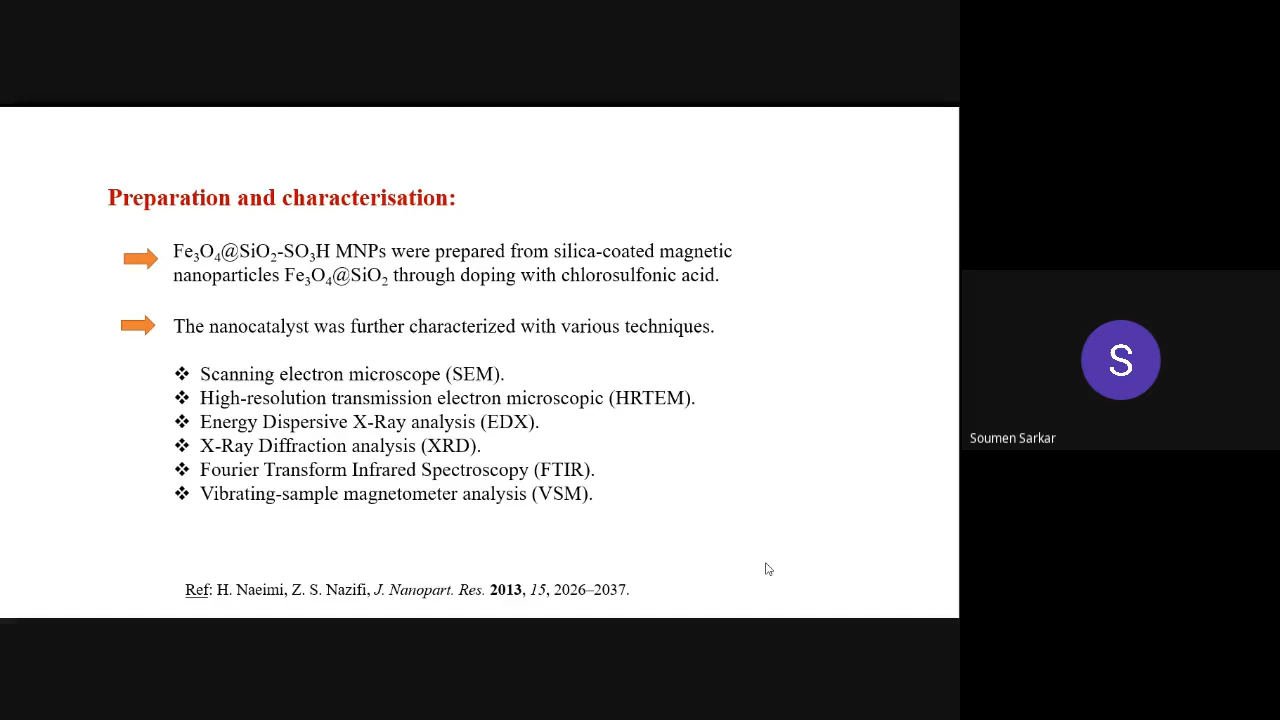 Preparation and characterisation:
Fe₃O₄@SiO₂-SO₃H MNPs were prepared from silica-coated magnetic
nanoparticles Fe₃O₄@SiO₂ through doping with chlorosulfonic acid.
The nanocatalyst was further characterized with various techniques.
❖ Scanning electron microscope (SEM).
❖ High-resolution transmission electron microscopic (HRTEM).
❖ Energy Dispersive X-Ray analysis (EDX).
❖ X-Ray Diffraction analysis (XRD).
❖ Fourier Transform Infrared Spectroscopy (FTIR).
❖ Vibrating-sample magnetometer analysis (VSM).
Ref: H. Naeimi, Z. S. Nazifi, J. Nanopart. Res. 2013, 15, 2026–2037.
S
Soumen Sarkar